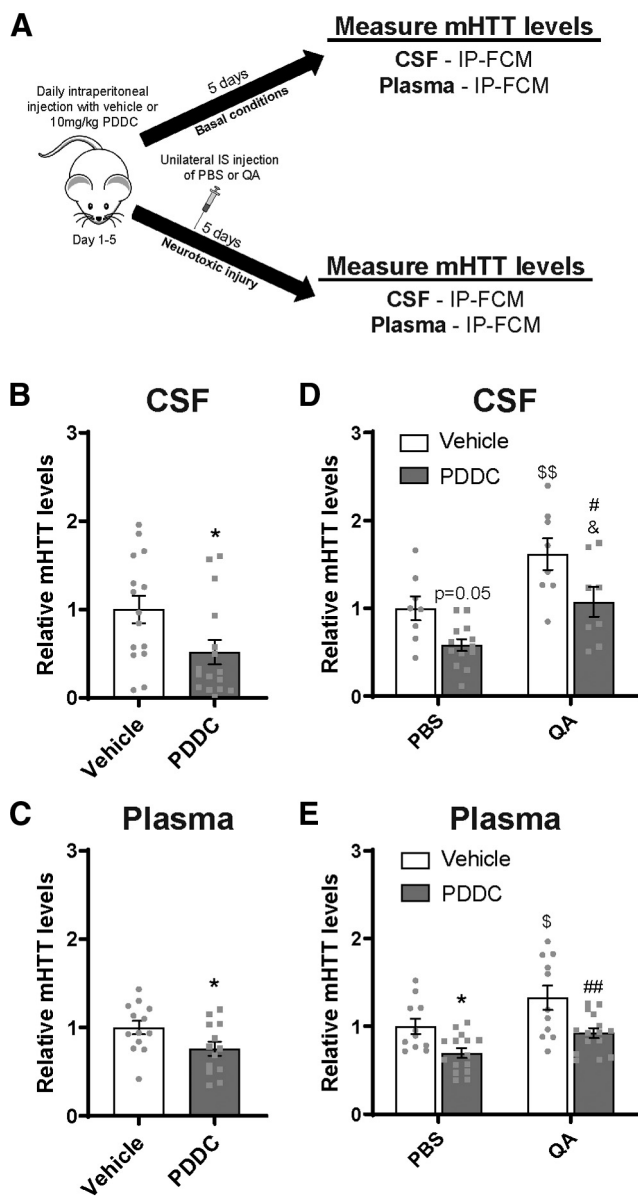 A
Daily intraperitoneal
injection with vehicle or
10mg/kg PDDC
Day 1-5
5 days
Basal conditions
Unilateral IS injection
of PBS or QA
5 days
Neurotoxic injury
Measure mHTT levels
CSF - IP-FCM
Plasma - IP-FCM
Measure mHTT levels
CSF - IP-FCM
Plasma - IP-FCM
B
CSF
Relative mHTT levels
3
2
1
0
*
Vehicle
PDDC
D
CSF
Relative mHTT levels
3
2
1
0
Vehicle
PDDC
p=0.05
$$
#
&
PBS
QA
C
Plasma
Relative mHTT levels
3
2
1
0
*
Vehicle
PDDC
E
Plasma
Relative mHTT levels
3
2
1
0
Vehicle
PDDC
*
$
##
PBS
QA